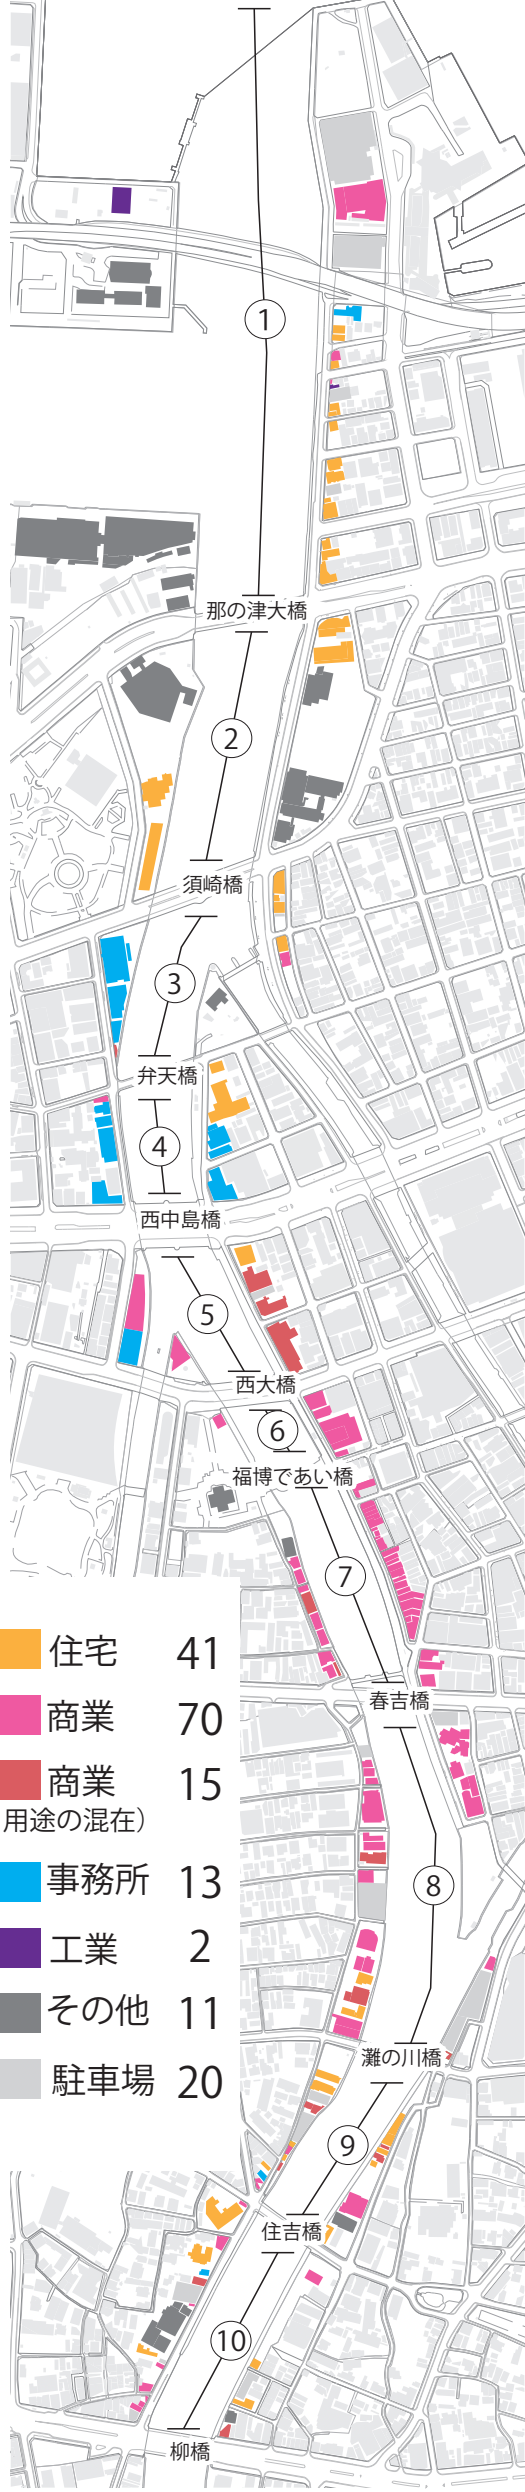 1
那の津大橋
2
須崎橋
3
弁天橋
4
西中島橋
5
西大橋
6
福博であい橋
7
住宅 41
春吉橋
商業 70
商業 15
用途の混在）
8
事務所 13
工業 2
その他 11
灘の川橋
駐車場 20
9
住吉橋
10
柳橋